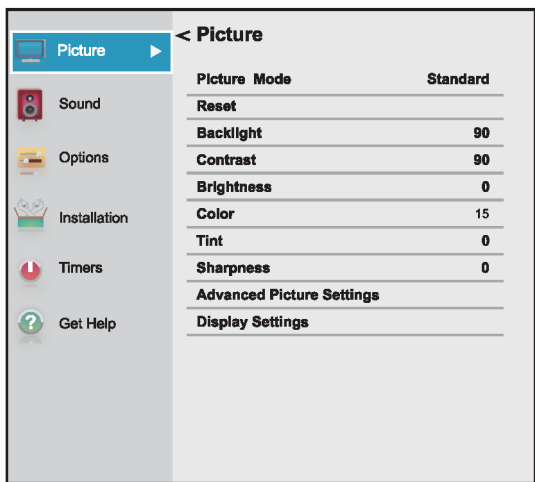 Picture
Sound
Options
Installation
Timers
Get Help
< Picture
Picture Mode Standard
Reset
Backlight 90
Contrast 90
Brightness 0
Color 15
Tint 0
Sharpness 0
Advanced Picture Settings
Display Settings